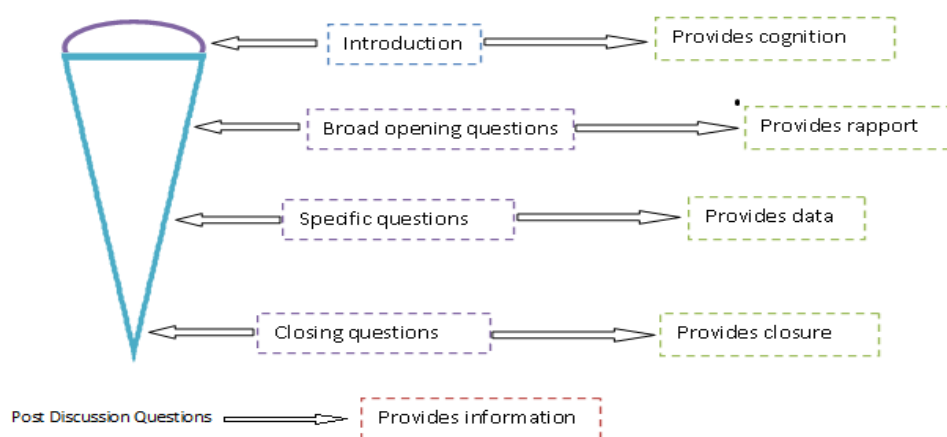 Introduction
Provides cognition
Broad opening questions
Provides rapport
Specific questions
Provides data
Closing questions
Provides closure
Post Discussion Questions
Provides information